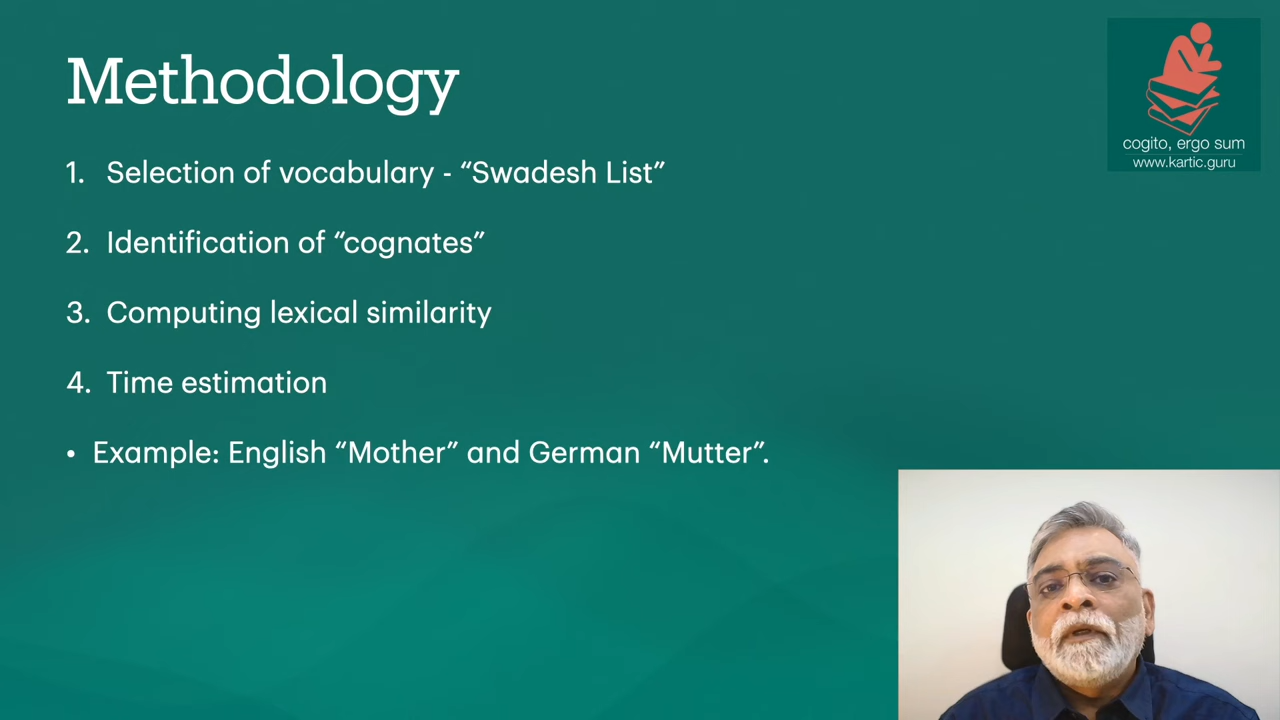 Methodology
1. Selection of vocabulary - “Swadesh List”
2. Identification of “cognates”
3. Computing lexical similarity
4. Time estimation
• Example: English “Mother” and German “Mutter”.
cogito, ergo sum
www.kartic.guru